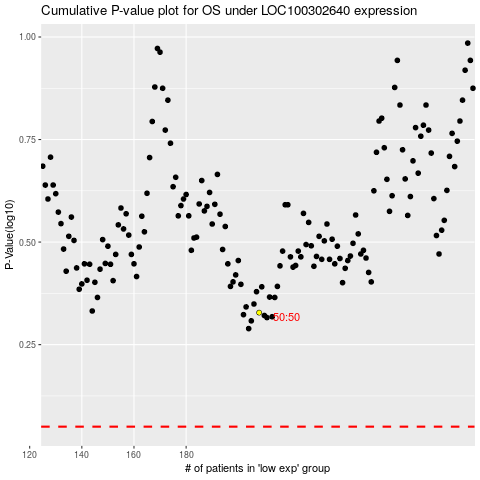 Cumulative P-value plot for OS under LOC100302640 expression
1.00
0.75
0.50
0.25
P-Value(log10)
50:50
120 140 160 180
# of patients in 'low exp' group